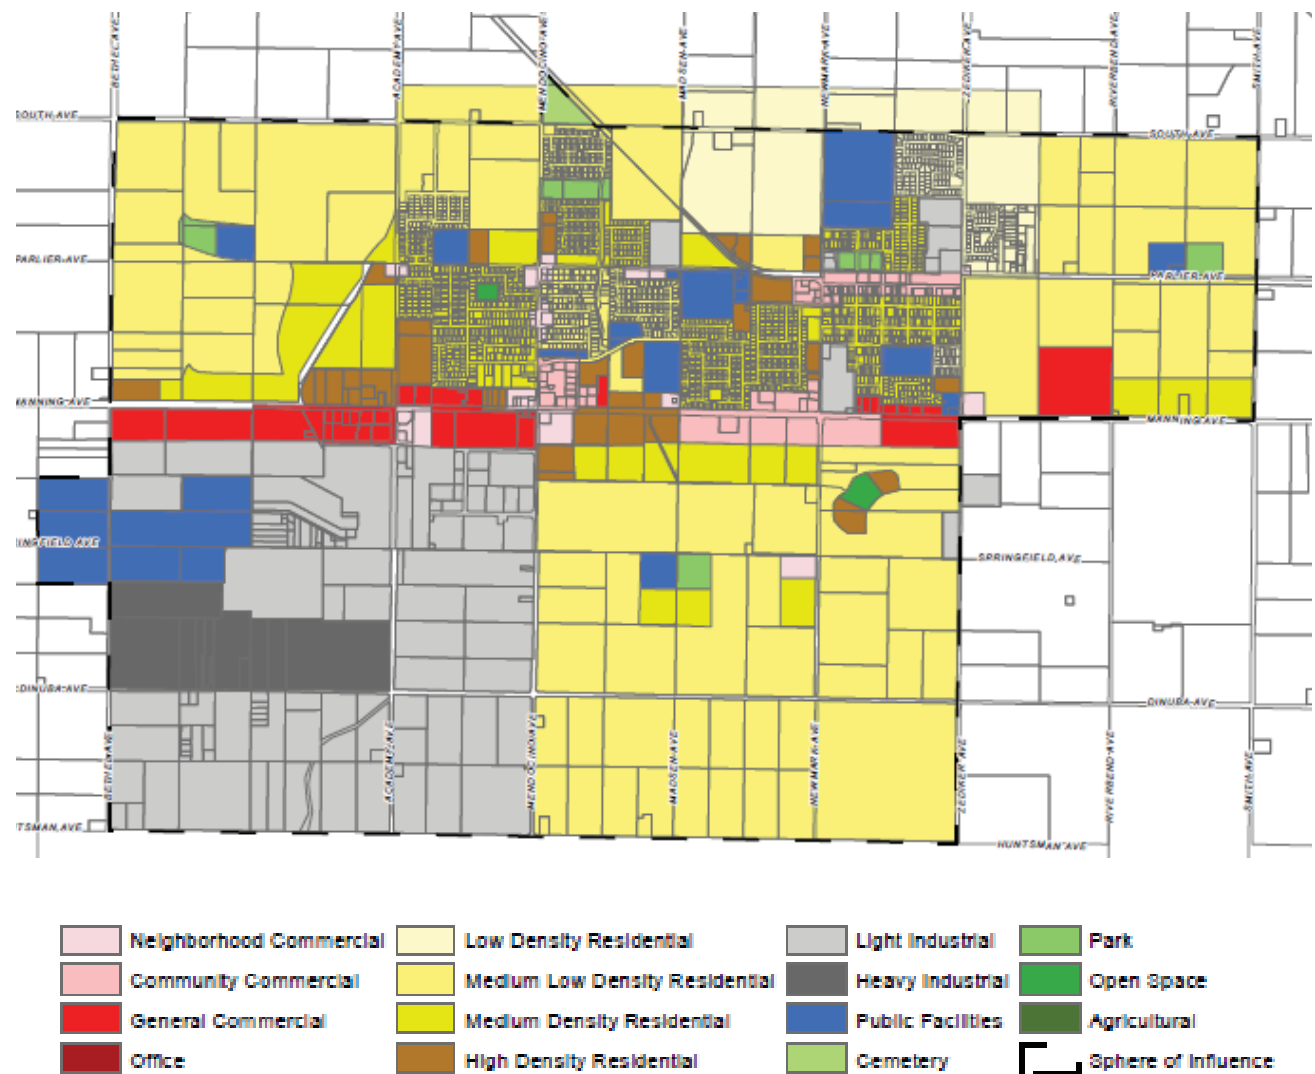 BETHEL AVE
ACADEMY AVE
MENDOCINO AVE
MADSEN AVE
NEWMARK AVE
ZEDIKER AVE
RIVERBEND AVE
SMITH AVE
SOUTH AVE
SOUTH AVE
PARLIER AVE
PARLIER AVE
ANNING AVE
MANNING AVE
INGFIELD AVE
SPRINGFIELD AVE
DINUBA AVE
DINUBA AVE
BETHEL AVE
ACADEMY AVE
MENDOCINO AVE
MADSEN AVE
NEWMARK AVE
ZEDIKER AVE
RIVERBEND AVE
SMITH AVE
TSMAN AVE
HUNTSMAN AVE
Neighborhood Commercial
Low Density Residential
Light Industrial
Park
Community Commercial
Medium Low Density Residential
Heavy Industrial
Open Space
General Commercial
Medium Density Residential
Public Facilities
Agricultural
Office
High Density Residential
Cemetery
Sphere of Influence